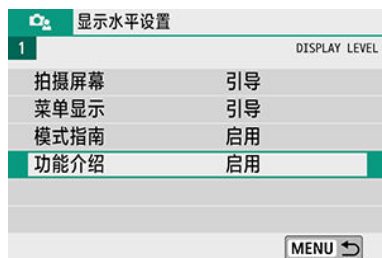 显示水平设置
1 DISPLAY LEVEL
拍摄屏幕 引导
菜单显示 引导
模式指南 启用
功能介绍 启用
MENU